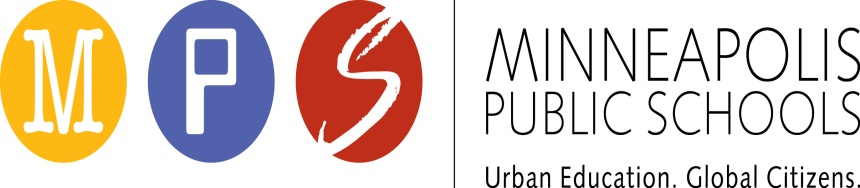 M P S
MINNEAPOLIS
PUBLIC SCHOOLS
Urban Education. Global Citizens.